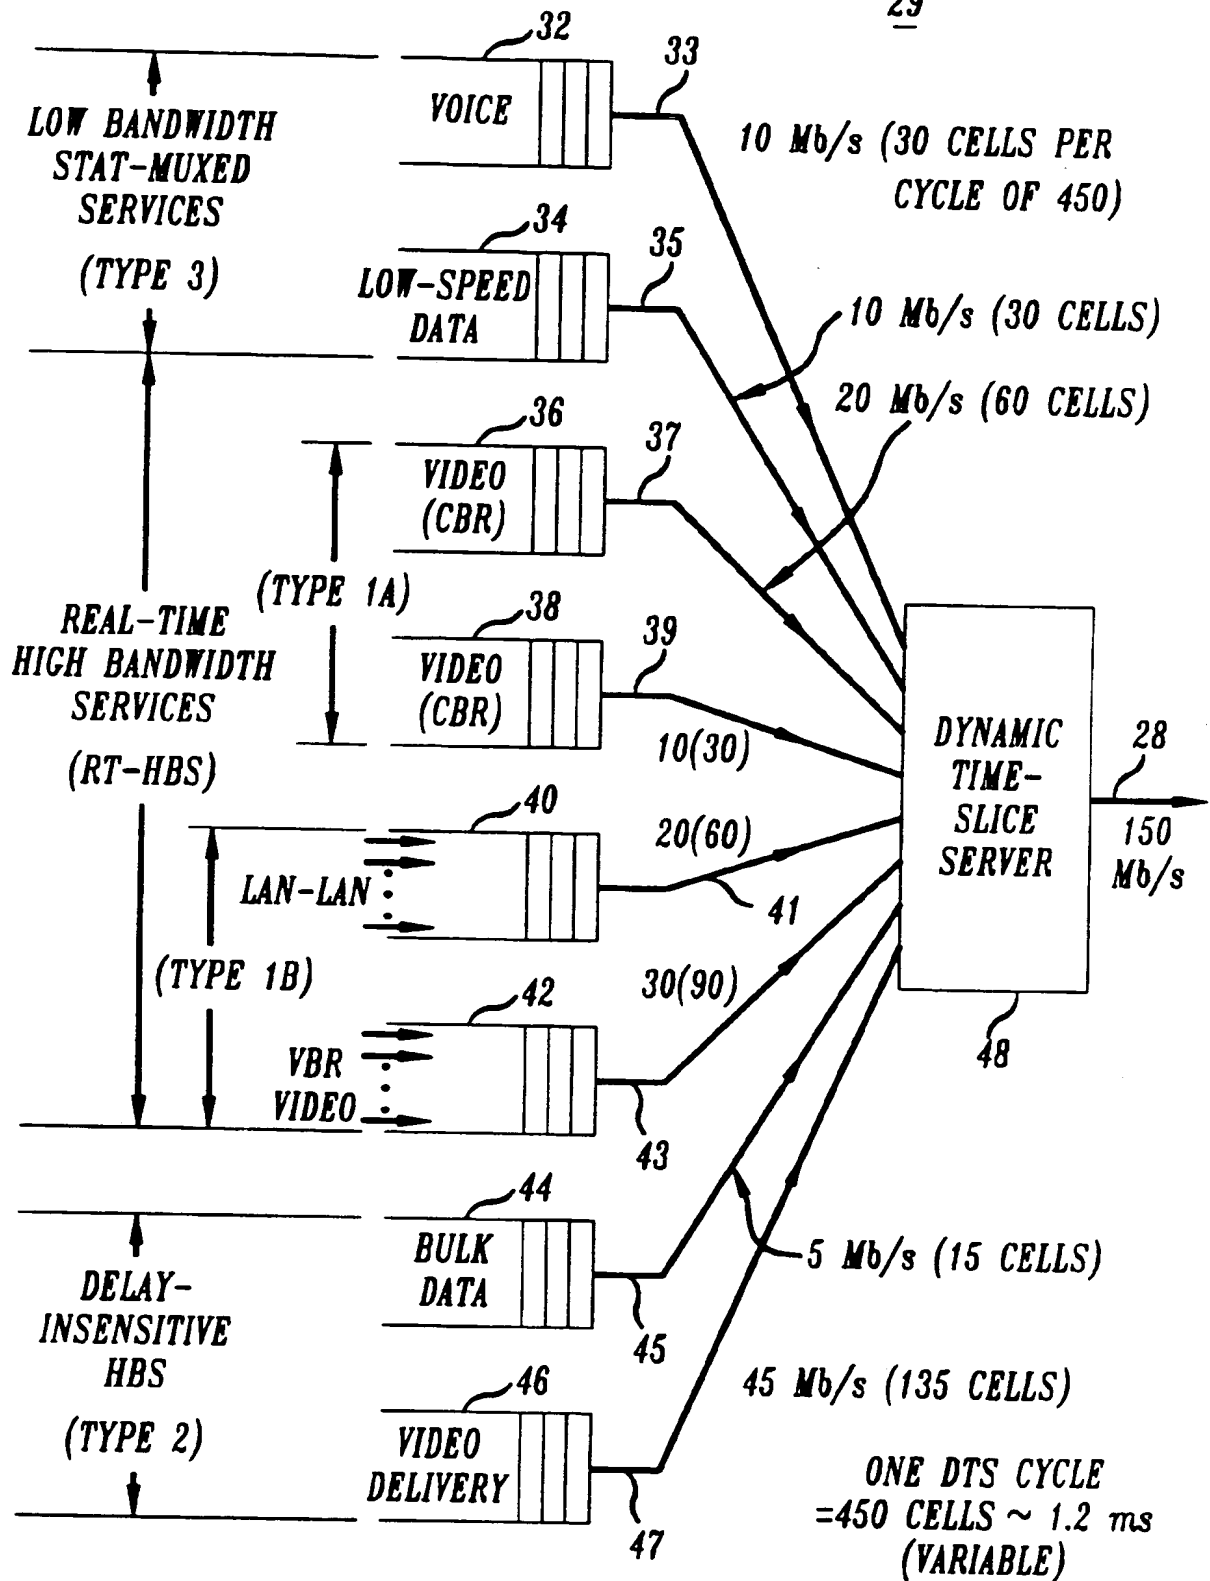 29
32
VOICE
33
LOW BANDWIDTH
STAT-MUXED
SERVICES
(TYPE 3)
10 Mb/s (30 CELLS PER
CYCLE OF 450)
34
LOW-SPEED
DATA
35
10 Mb/s (30 CELLS)
20 Mb/s (60 CELLS)
36
VIDEO
(CBR)
37
(TYPE 1A)
REAL-TIME
HIGH BANDWIDTH
SERVICES
(RT-HBS)
38
VIDEO
(CBR)
39
10(30)
DYNAMIC
TIME-
SLICE
SERVER
28
150
Mb/s
40
LAN-LAN
20(60)
41
(TYPE 1B)
42
VBR
VIDEO
30(90)
43
48
44
BULK
DATA
45
5 Mb/s (15 CELLS)
DELAY-
INSENSITIVE
HBS
(TYPE 2)
46
VIDEO
DELIVERY
47
45 Mb/s (135 CELLS)
ONE DTS CYCLE
=450 CELLS ~ 1.2 ms
(VARIABLE)